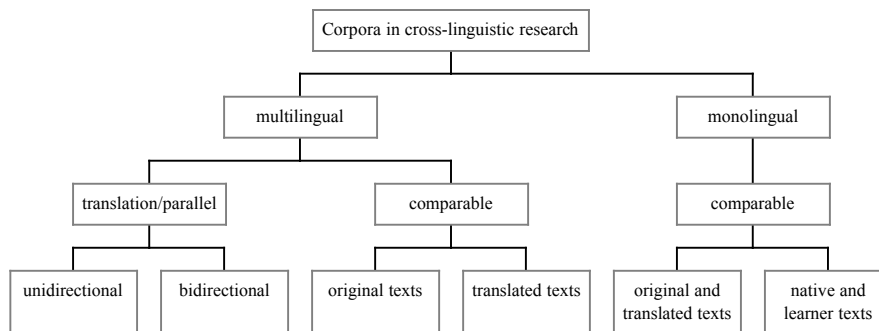 Corpora in cross-linguistic research
multilingual
monolingual
translation/parallel
comparable
comparable
unidirectional
bidirectional
original texts
translated texts
original and
translated texts
native and
learner texts